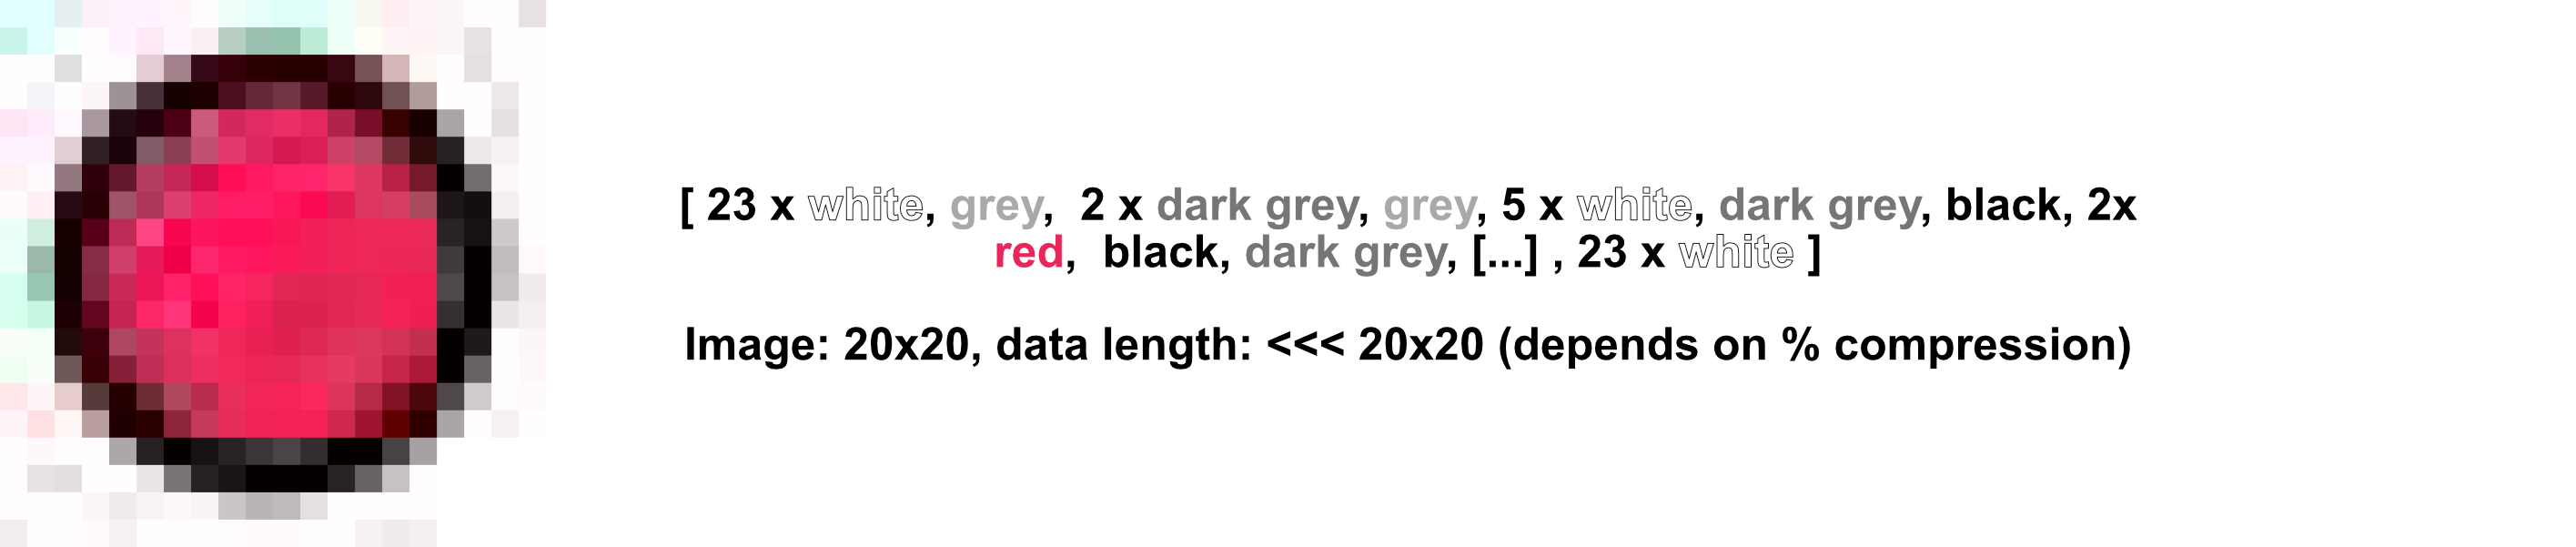 [ 23 x white, grey, 2 x dark grey, grey, 5 x white, dark grey, black, 2x
red, black, dark grey, [...] , 23 x white ]
Image: 20x20, data length: <<< 20x20 (depends on % compression)